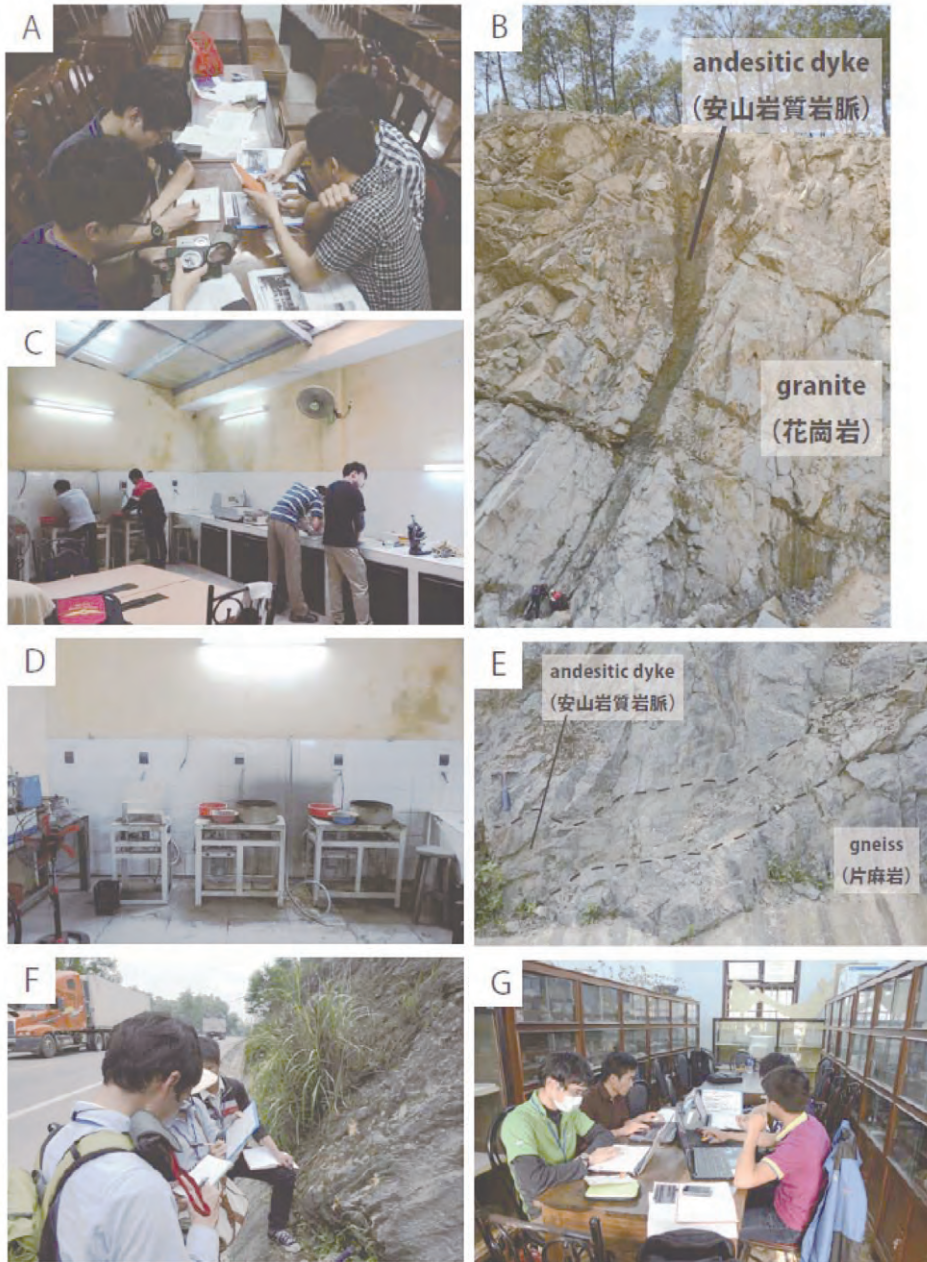 A
B
andesitic dyke
（安山岩質岩脈）
granite
（花崗岩）
C
D
E
andesitic dyke
（安山岩質岩脈）
gneiss
（片麻岩）
F
G